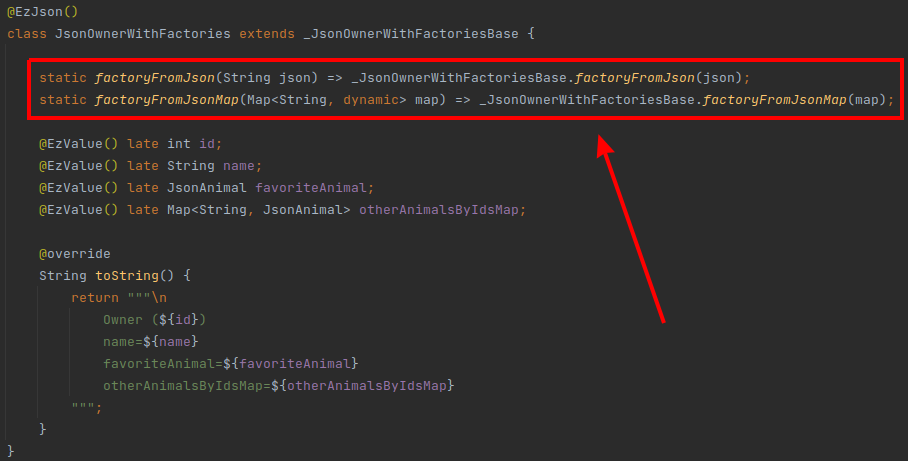 @EzJson()
class JsonOwnerWithFactories extends _JsonOwnerWithFactoriesBase {
static factoryFromJson(String json) => _JsonOwnerWithFactoriesBase.factoryFromJson(json);
static factoryFromJsonMap(Map<String, dynamic> map) => _JsonOwnerWithFactoriesBase.factoryFromJsonMap(map);
@EzValue() late int id;
@EzValue() late String name;
@EzValue() late JsonAnimal favoriteAnimal;
@EzValue() late Map<String, JsonAnimal> otherAnimalsByIdsMap;
@override
String toString() {
return """\n
Owner (${id})
name=${name}
favoriteAnimal=${favoriteAnimal}
otherAnimalsByIdsMap=${otherAnimalsByIdsMap}
""";
}
}